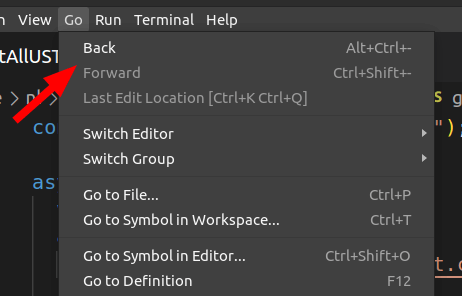 View Go Run Terminal Help
Back Alt+Ctrl+-
tAllUST
Forward Ctrl+Shift+-
Last Edit Location [Ctrl+K Ctrl+Q]
co ");
Switch Editor
Switch Group
as
Go to File... Ctrl+P
Go to Symbol in Workspace... Ctrl+T
Go to Symbol in Editor... Ctrl+Shift+O
Go to Definition F12